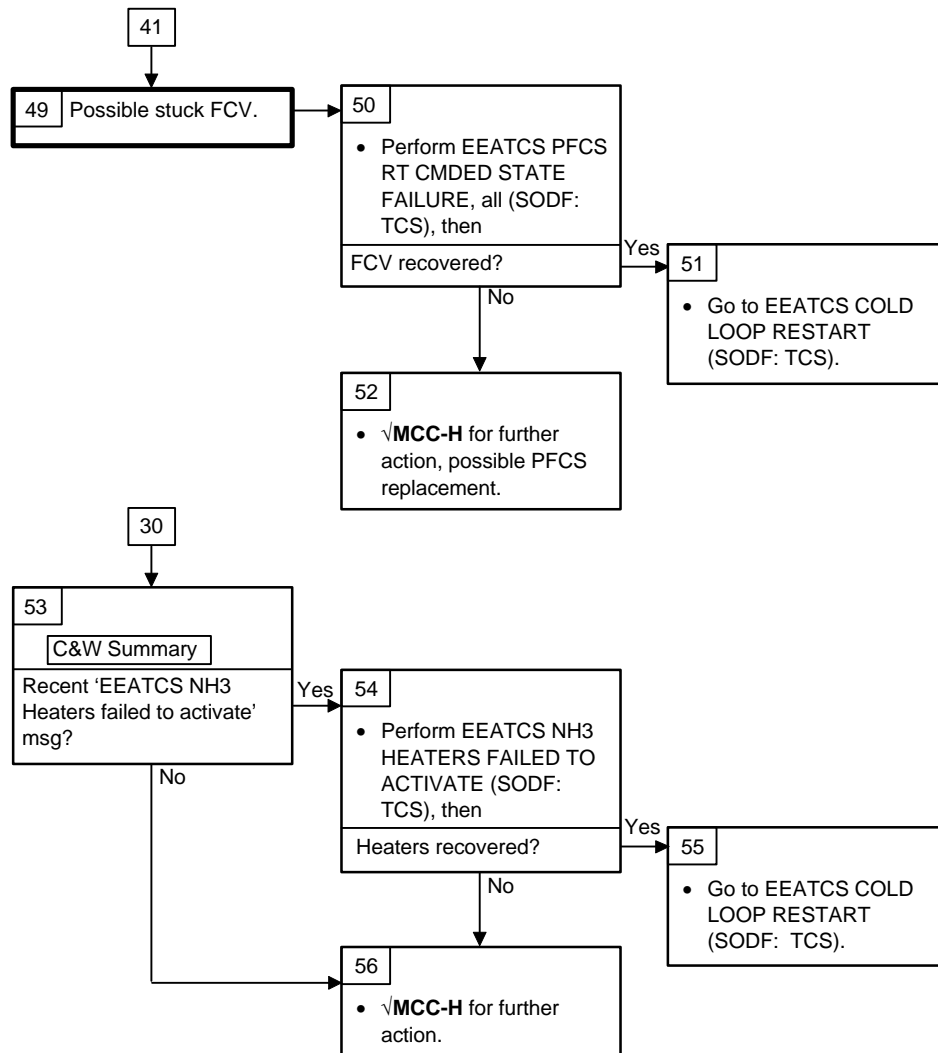 41
49 Possible stuck FCV.
50
• Perform EEATCS PFCS
RT CMDED STATE
FAILURE, all (SODF:
TCS), then
FCV recovered?
Yes
No
51
• Go to EEATCS COLD
LOOP RESTART
(SODF: TCS).
52
• √MCC-H for further
action, possible PFCS
replacement.
30
53
C&W Summary
Recent ‘EEATCS NH3
Heaters failed to activate’
msg?
Yes
No
54
• Perform EEATCS NH3
HEATERS FAILED TO
ACTIVATE (SODF:
TCS), then
Heaters recovered?
Yes
No
55
• Go to EEATCS COLD
LOOP RESTART
(SODF: TCS).
56
• √MCC-H for further
action.